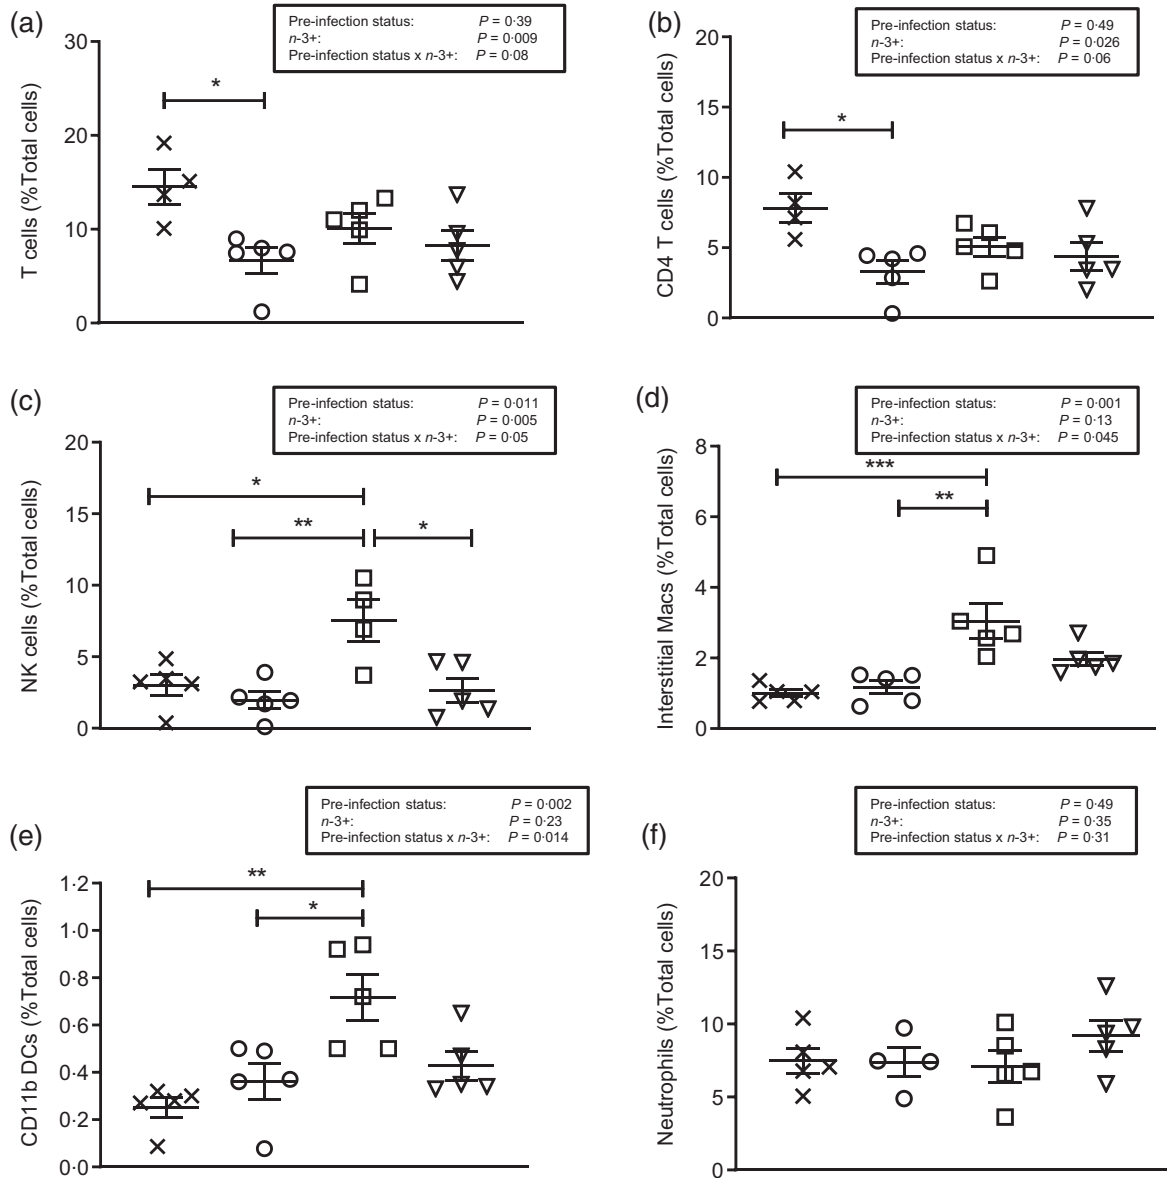 (a)
Pre-infection status: P = 0·39
n-3+: P = 0·009
Pre-infection status x n-3+: P = 0·08
T cells (%Total cells)
30
20
10
0
*
(b)
Pre-infection status: P = 0·49
n-3+: P = 0·026
Pre-infection status x n-3+: P = 0·06
CD4 T cells (%Total cells)
20
15
10
5
0
*
(c)
Pre-infection status: P = 0·011
n-3+: P = 0·005
Pre-infection status x n-3+: P = 0·05
NK cells (%Total cells)
20
15
10
5
0
*
**
*
(d)
Pre-infection status: P = 0·001
n-3+: P = 0·13
Pre-infection status x n-3+: P = 0·045
Interstitial Macs (%Total cells)
8
6
4
2
0
***
**
(e)
Pre-infection status: P = 0·002
n-3+: P = 0·23
Pre-infection status x n-3+: P = 0·014
CD11b DCs (%Total cells)
1·2
1·0
0·8
0·6
0·4
0·2
0·0
**
*
(f)
Pre-infection status: P = 0·49
n-3+: P = 0·35
Pre-infection status x n-3+: P = 0·31
Neutrophils (%Total cells)
20
15
10
5
0